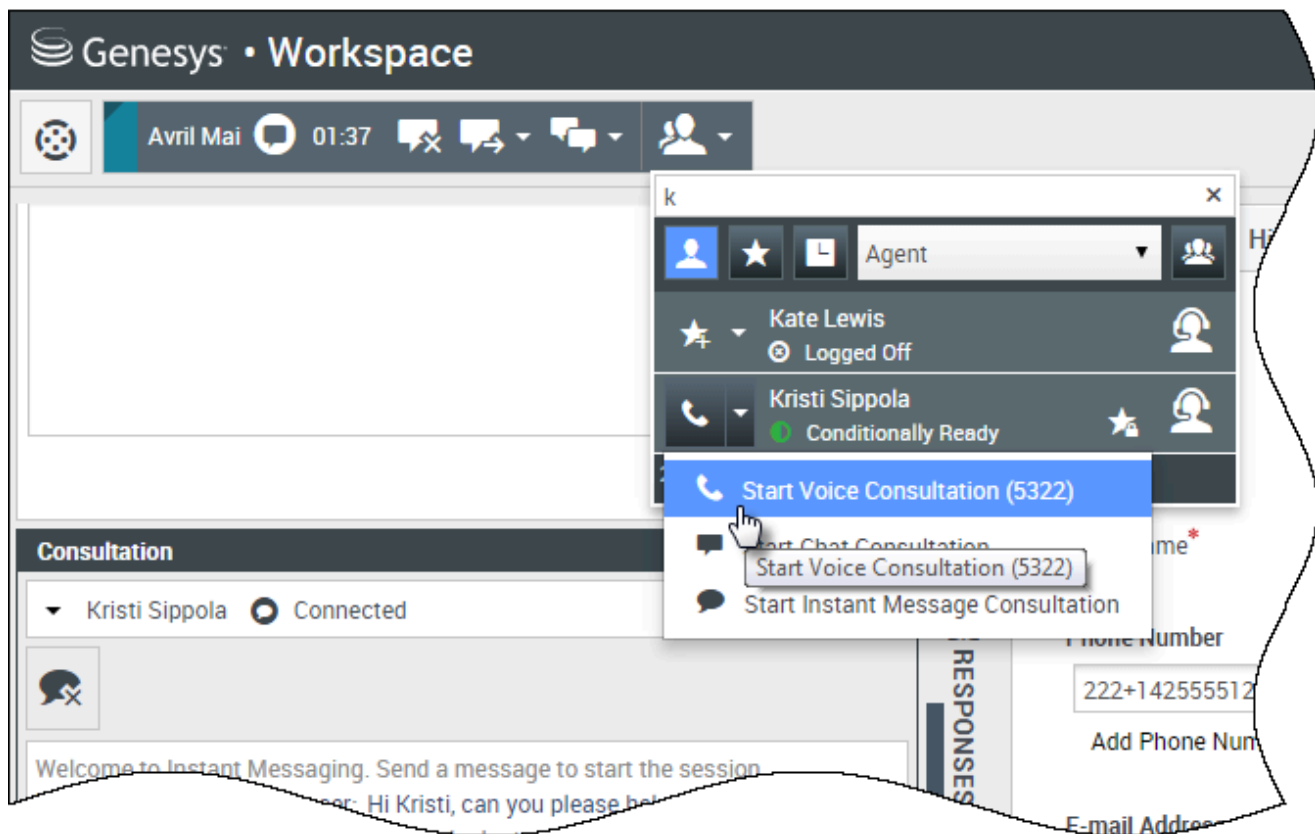 Genesys • Workspace
Avril Mai 01:37
k
Agent
Hi
Kate Lewis
Logged Off
Kristi Sippola
Conditionally Ready
Start Voice Consultation (5322)
Start Chat Consultation
Start Voice Consultation (5322)
Start Instant Message Consultation
Consultation
Kristi Sippola Connected
Phone Number
RESPONSES
222+142555512
Add Phone Num
Welcome to Instant Messaging. Send a message to start the session
Hi Kristi, can you please
E-mail Address